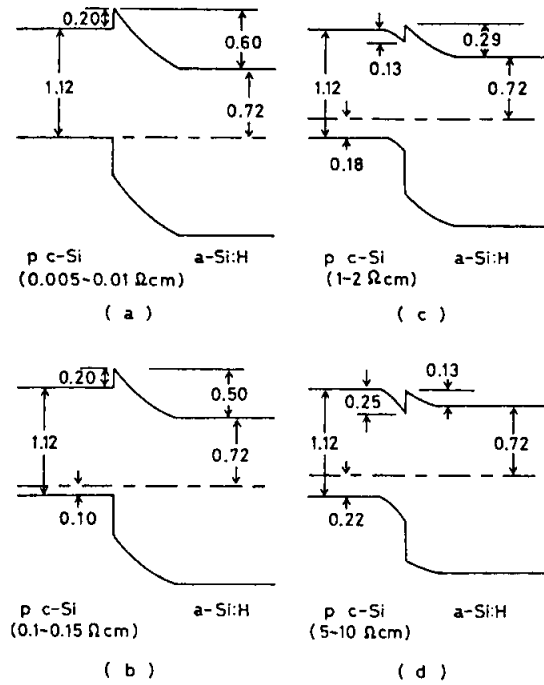 0.20
0.60
1.12
0.72
p c-Si a-Si:H
(0.005~0.01 Ωcm)
( a )
0.29
0.13
1.12
0.72
0.18
p c-Si a-Si:H
(1-2 Ωcm)
( c )
0.20
0.50
1.12
0.72
0.10
p c-Si a-Si:H
(0.1~0.15 Ωcm)
( b )
0.13
0.25
1.12
0.72
0.22
p c-Si a-Si:H
(5~10 Ωcm)
( d )